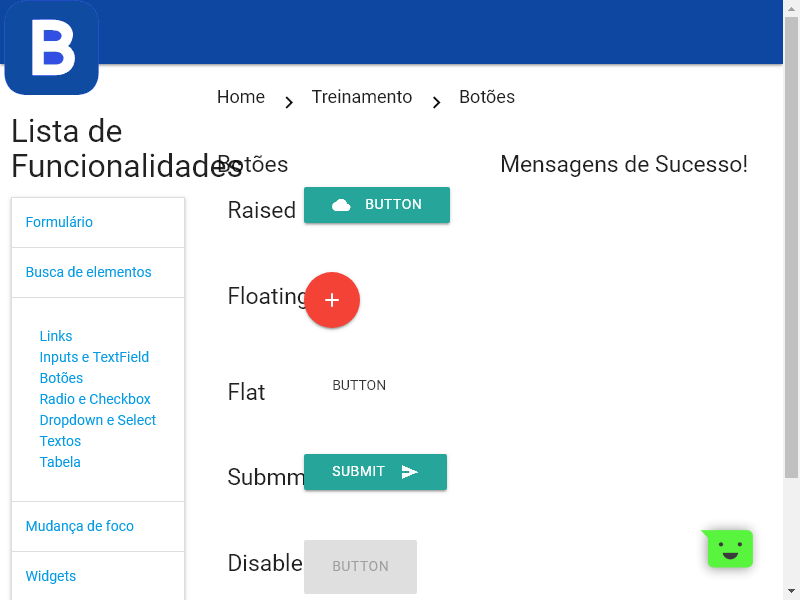 B
Home > Treinamento > Botões
Lista de
Funcionalidades
Botões
Mensagens de Sucesso!
Raised
BUTTON
Floating
+
Flat
BUTTON
Submm
SUBMIT
Disable
BUTTON
Formulário
Busca de elementos
Links
Inputs e TextField
Botões
Radio e Checkbox
Dropdown e Select
Textos
Tabela
Mudança de foco
Widgets